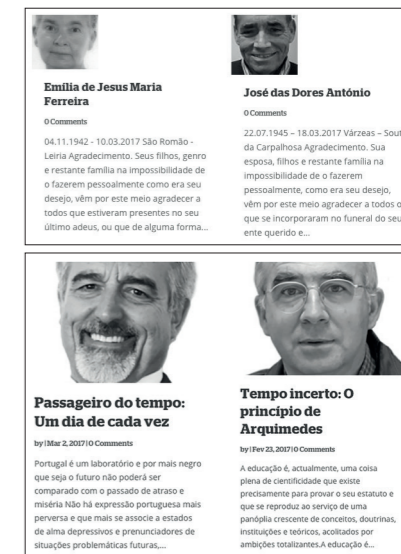 Emília de Jesus Maria
Ferreira
0 Comments
04.11.1942 - 10.03.2017 São Romão -
Leiria Agradecimento. Seus filhos, genro
e restante família na impossibilidade de
o fazerem pessoalmente como era seu
desejo, vêm por este meio agradecer a
todos que estiveram presentes no seu
último adeus, ou que de alguma forma...
José das Dores António
0 Comments
22.07.1945 – 18.03.2017 Várzeas – Sout
da Carpalhosa Agradecimento. Sua
esposa, filhos e restante família na
impossibilidade de o fazerem
pessoalmente, como era seu desejo,
vêm por este meio agradecer a todos o
que se incorporaram no funeral do seu
ente querido e...
Passageiro do tempo:
Um dia de cada vez
by | Mar 2, 2017 | 0 Comments
Portugal é um laboratório e por mais negro
que seja o futuro não poderá ser
comparado com o passado de atraso e
miséria Não há expressão portuguesa mais
perversa e que mais se associe a estados
de alma depressivos e prenunciadores de
situações problemáticas futuras,...
Tempo incerto: O
princípio de
Arquimedes
by | Fev 23, 2017 | 0 Comments
A educação é, actualmente, uma coisa
plena de cientificidade que existe
precisamente para provar o seu estatuto e
que se reproduz ao serviço de uma
panóplia crescente de conceitos, doutrinas,
instituições e teóricos, acolitados por
ambições totalizantes.A educação é...